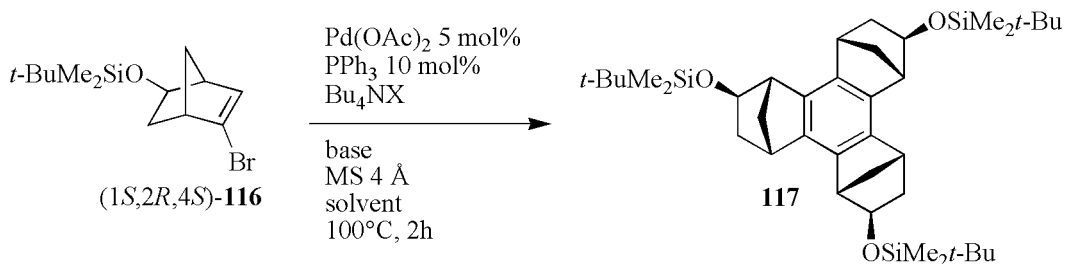 t-BuMe2SiO
Br
(1S,2R,4S)-116
Pd(OAc)2 5 mol%
PPh3 10 mol%
Bu4NX
base
MS 4 Å
solvent
100°C, 2h
OSiMe2t-Bu
t-BuMe2SiO
117
OSiMe2t-Bu